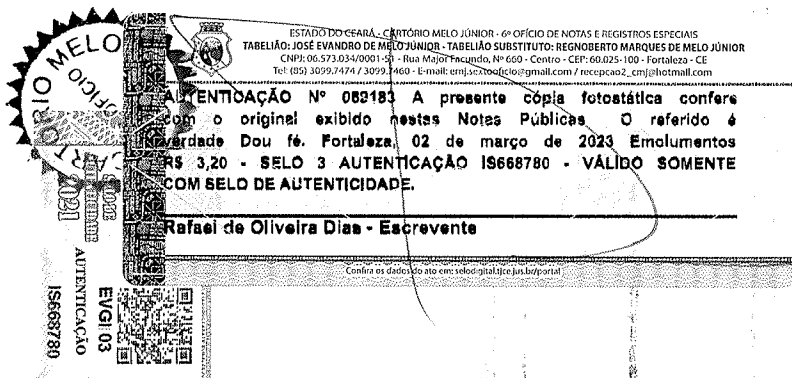 ESTADO DO CEARÁ - CARTÓRIO MELO JÚNIOR - 6º OFÍCIO DE NOTAS E REGISTROS ESPECIAIS
TABELIÃO: JOSÉ EVANDRO DE MELO JÚNIOR - TABELIÃO SUBSTITUTO: REGNOBERTO MARQUES DE MELO JÚNIOR
CNPJ: 06.573.034/0001-51 - Rua Major Facundo, Nº 660 - Centro - CEP: 60.025-100 - Fortaleza - CE
Tel: (85) 3099.7474 / 3099.7460 - E-mail: emj.sextooficio@gmail.com / recepcao2_cmj@hotmail.com
AUTENTICAÇÃO Nº 069183 A presente cópia fotostática confere
com o original exibido nestas Notas Públicas O referido é
verdade Dou fé. Fortaleza, 02 de março de 2023 Emolumentos
R$ 3,20 - SELO 3 AUTENTICAÇÃO IS668780 - VÁLIDO SOMENTE
COM SELO DE AUTENTICIDADE.
Rafael de Oliveira Dias - Escrevente
Confira os dados do ato em: selodigital.tjce.jus.br/portal
MELO
OFÍCIO
CART
2021
AUTENTICAÇÃO
EVGI 03
IS668780